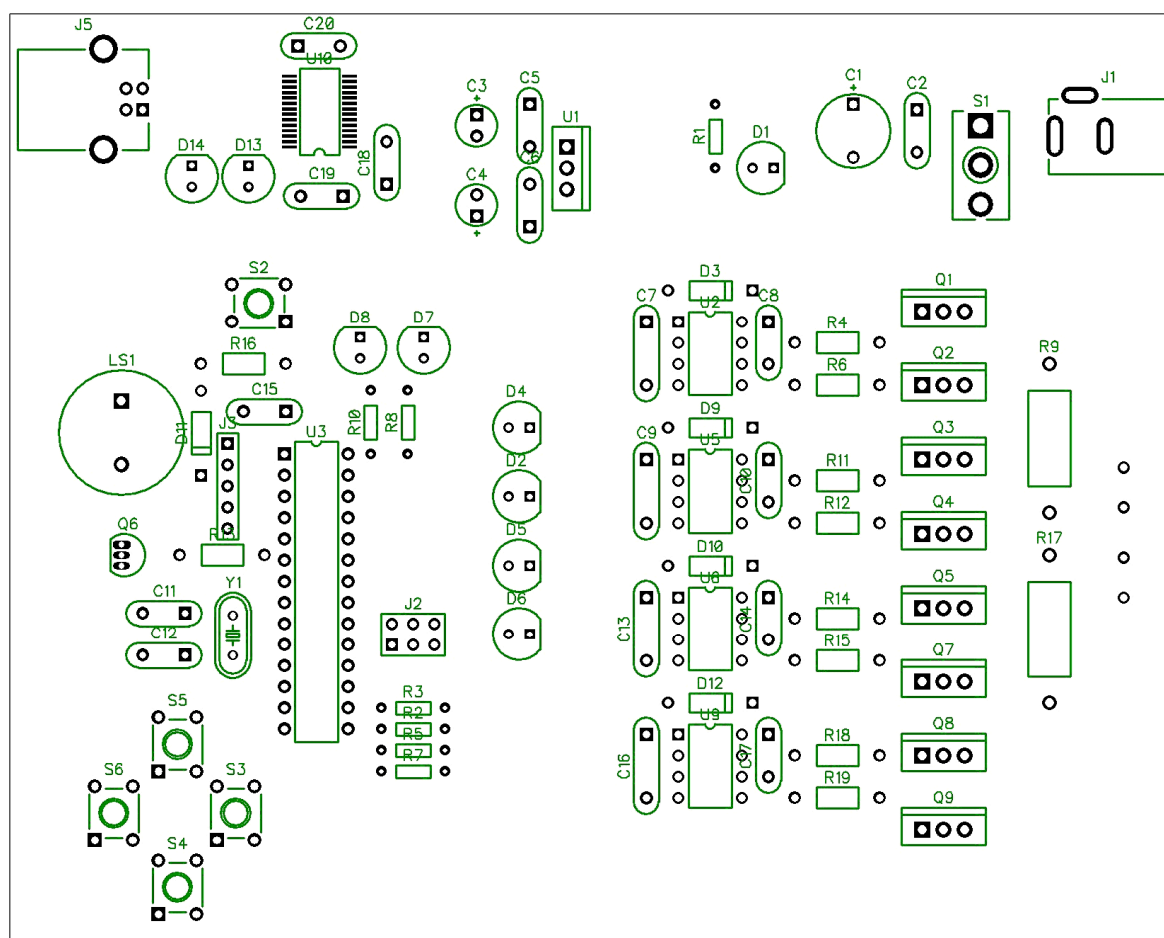 J5
C20
U10
C3
C5
U1
C1
C2
S1
J1
R1
D1
D14
D13
C18
C19
C4
C6
+
+
+
S2
D3
C7
U2
C8
R4
R6
Q1
Q2
R9
D8
D7
R16
LS1
C15
D11
J3
U3
R10
R8
D4
D9
C9
U5
C10
R11
R12
Q3
Q4
D2
Q6
R13
D5
D10
C13
U6
C14
R14
R15
Q5
Q7
R17
C11
C12
Y1
J2
D6
R3
R2
R5
R7
D12
C16
U9
C17
R18
R19
Q8
Q9
S5
S6
S3
S4